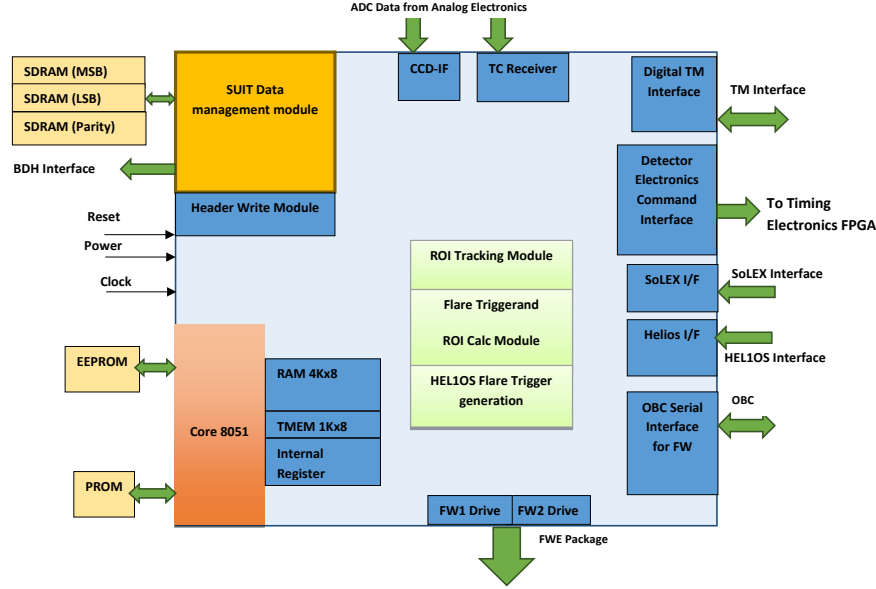 ADC Data from Analog Electronics
SDRAM (MSB)
SDRAM (LSB)
SDRAM (Parity)
SUIT Data
management module
CCD-IF
TC Receiver
Digital TM
Interface
TM Interface
BDH Interface
Header Write Module
Detector
Electronics
Command
Interface
To Timing
Electronics FPGA
Reset
Power
Clock
ROI Tracking Module
Flare Triggerand
ROI Calc Module
HEL1OS Flare Trigger
generation
SoLEX I/F
SoLEX Interface
Helios I/F
HEL1OS Interface
EEPROM
PROM
Core 8051
RAM 4Kx8
TMEM 1Kx8
Internal
Register
OBC Serial
Interface
for FW
OBC
FW1 Drive
FW2 Drive
FWE Package